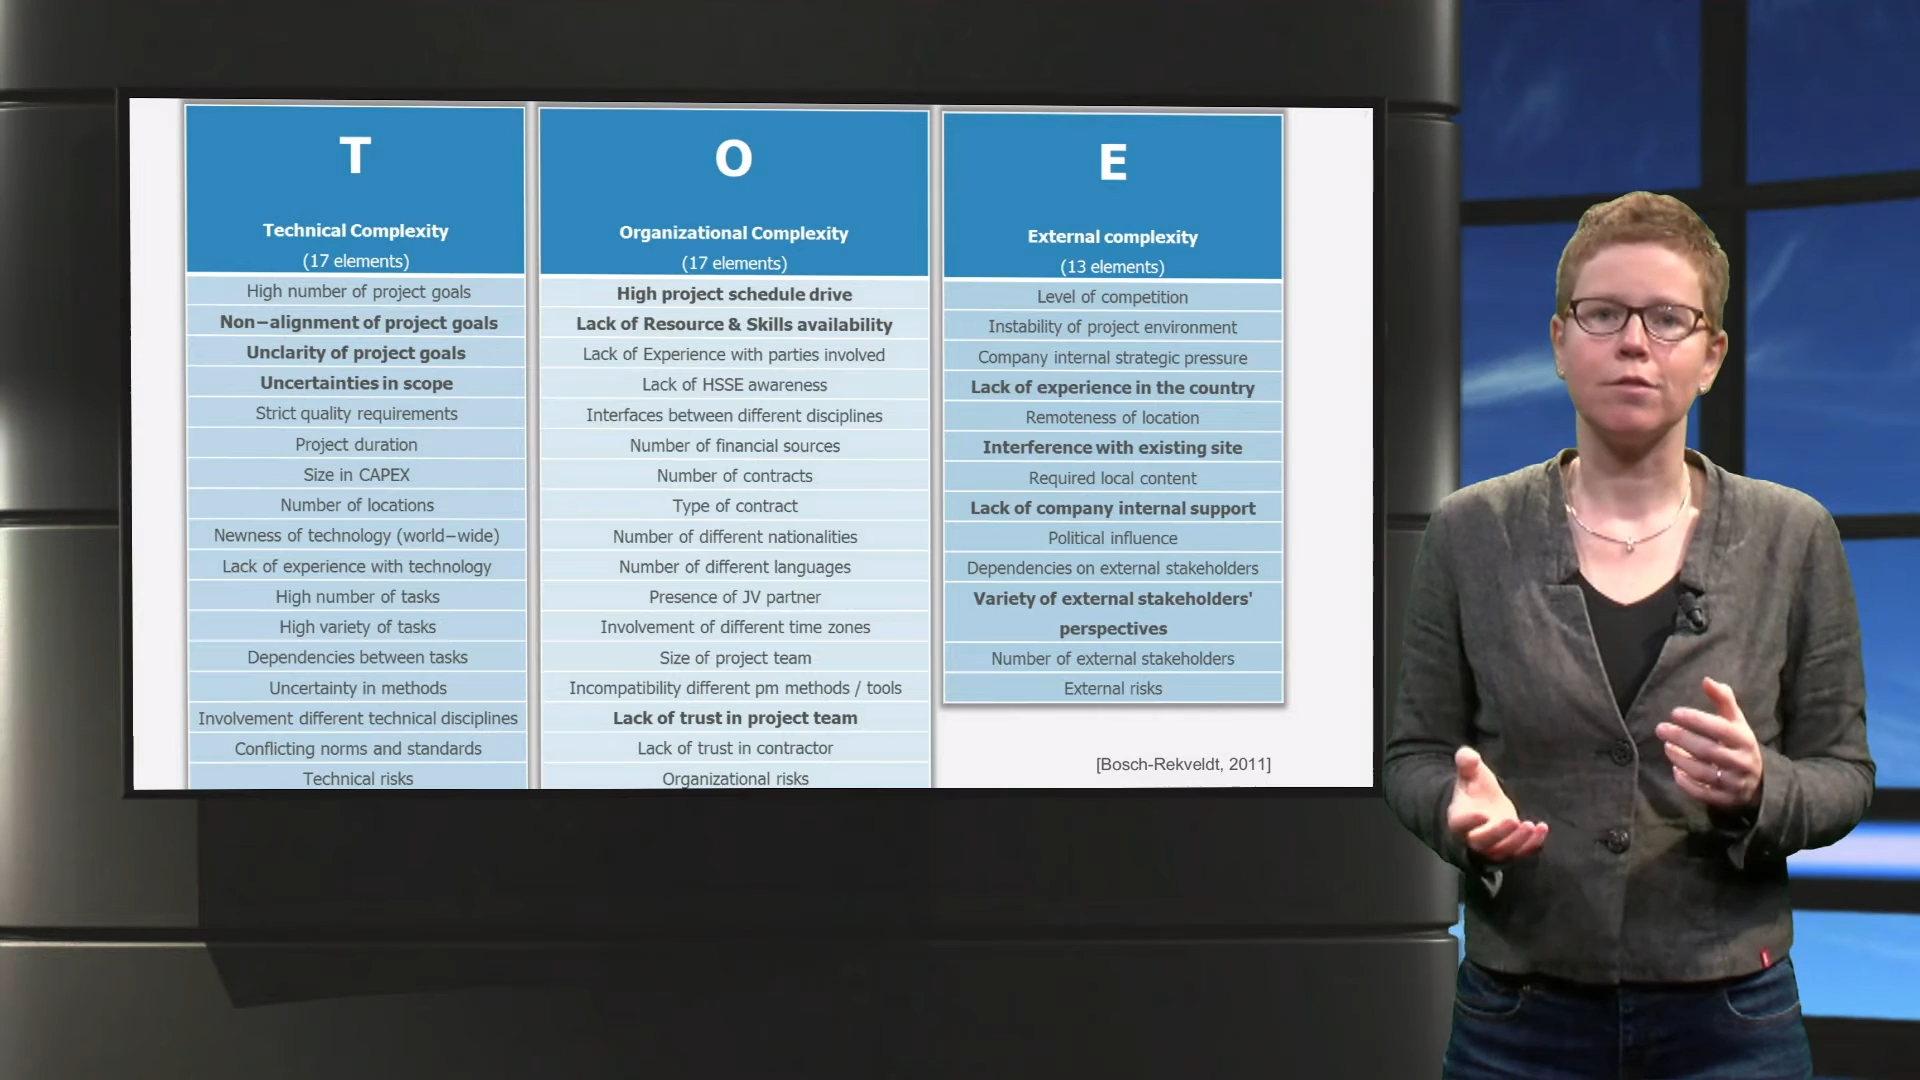 T
Technical Complexity
(17 elements)
High number of project goals
Non-alignment of project goals
Unclarity of project goals
Uncertainties in scope
Strict quality requirements
Project duration
Size in CAPEX
Number of locations
Newness of technology (world-wide)
Lack of experience with technology
High number of tasks
High variety of tasks
Dependencies between tasks
Uncertainty in methods
Involvement different technical disciplines
Conflicting norms and standards
Technical risks
O
Organizational Complexity
(17 elements)
High project schedule drive
Lack of Resource & Skills availability
Lack of Experience with parties involved
Lack of HSSE awareness
Interfaces between different disciplines
Number of financial sources
Number of contracts
Type of contract
Number of different nationalities
Number of different languages
Presence of JV partner
Involvement of different time zones
Size of project team
Incompatibility different pm methods / tools
Lack of trust in project team
Lack of trust in contractor
Organizational risks
E
External complexity
(13 elements)
Level of competition
Instability of project environment
Company internal strategic pressure
Lack of experience in the country
Remoteness of location
Interference with existing site
Required local content
Lack of company internal support
Political influence
Dependencies on external stakeholders
Variety of external stakeholders'
perspectives
Number of external stakeholders
External risks
[Bosch-Rekveldt, 2011]